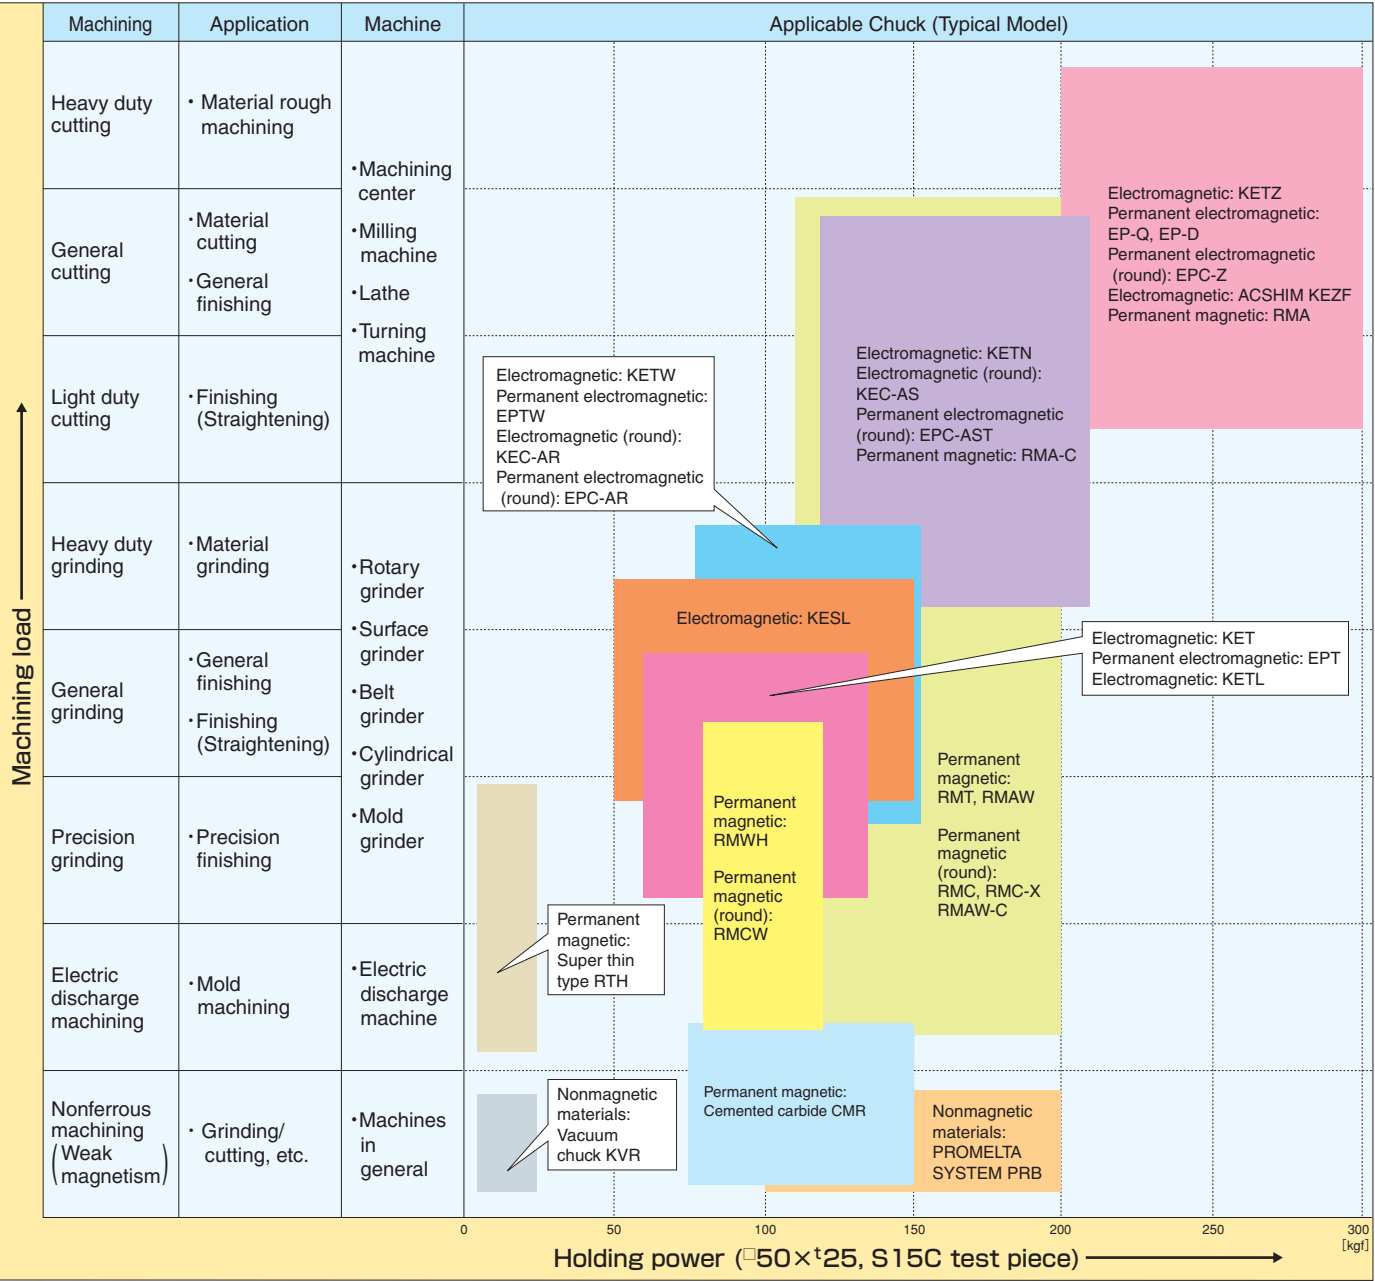 Machining
Application
Machine
Applicable Chuck (Typical Model)
Machining load
Heavy duty
cutting
・Material rough
machining
General
cutting
・Material
cutting
・General
finishing
Light duty
cutting
・Finishing
(Straightening)
・Machining
center
・Milling
machine
・Lathe
・Turning
machine
Heavy duty
grinding
・Material
grinding
General
grinding
・General
finishing
・Finishing
(Straightening)
Precision
grinding
・Precision
finishing
・Rotary
grinder
・Surface
grinder
・Belt
grinder
・Cylindrical
grinder
・Mold
grinder
Electric
discharge
machining
・Mold
machining
・Electric
discharge
machine
Nonferrous
machining
(Weak
magnetism)
・Grinding/
cutting, etc.
・Machines
in
general
Electromagnetic: KETZ
Permanent electromagnetic:
EP-Q, EP-D
Permanent electromagnetic
(round): EPC-Z
Electromagnetic: ACSHIM KEZF
Permanent magnetic: RMA
Electromagnetic: KETN
Electromagnetic (round):
KEC-AS
Permanent electromagnetic
(round): EPC-AST
Permanent magnetic: RMA-C
Electromagnetic: KETW
Permanent electromagnetic:
EPTW
Electromagnetic (round):
KEC-AR
Permanent electromagnetic
(round): EPC-AR
Electromagnetic: KESL
Electromagnetic: KET
Permanent electromagnetic: EPT
Electromagnetic: KETL
Permanent
magnetic:
RMT, RMAW
Permanent
magnetic
(round):
RMC, RMC-X
RMAW-C
Permanent
magnetic:
RMWH
Permanent
magnetic
(round):
RMCW
Permanent
magnetic:
Super thin
type RTH
Nonmagnetic
materials:
Vacuum
chuck KVR
Permanent magnetic:
Cemented carbide CMR
Nonmagnetic
materials:
PROMELTA
SYSTEM PRB
0 50 100 150 200 250 300
[kgf]
Holding power (□50×t25, S15C test piece)